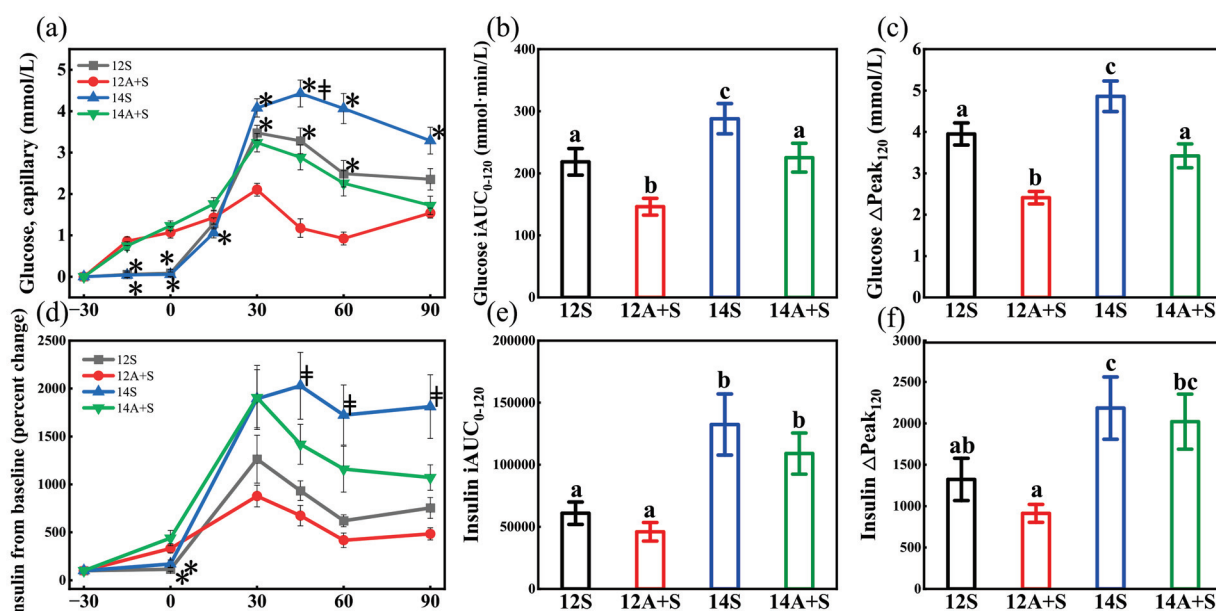 (a)
Glucose, capillary (mmol/L)
5
4
3
2
1
0
12S
12A+S
14S
14A+S
* *ǂ *
*
* *
*
*
*
* *
* *
−30 0 30 60 90
(b)
Glucose iAUC0-120 (mmol·min/L)
400
300
200
100
0
a
b
c
a
12S 12A+S 14S 14A+S
(c)
Glucose △Peak120 (mmol/L)
6
5
4
3
2
1
0
a
b
c
a
12S 12A+S 14S 14A+S
(d)
Insulin from baseline (percent change)
2500
2000
1500
1000
500
0
12S
12A+S
14S
14A+S
ǂ ǂ ǂ
**
−30 0 30 60 90
(e)
Insulin iAUC0-120
200000
150000
100000
50000
0
a
a
b
b
12S 12A+S 14S 14A+S
(f)
Insulin △Peak120
3000
2500
2000
1500
1000
500
0
ab
a
c
bc
12S 12A+S 14S 14A+S